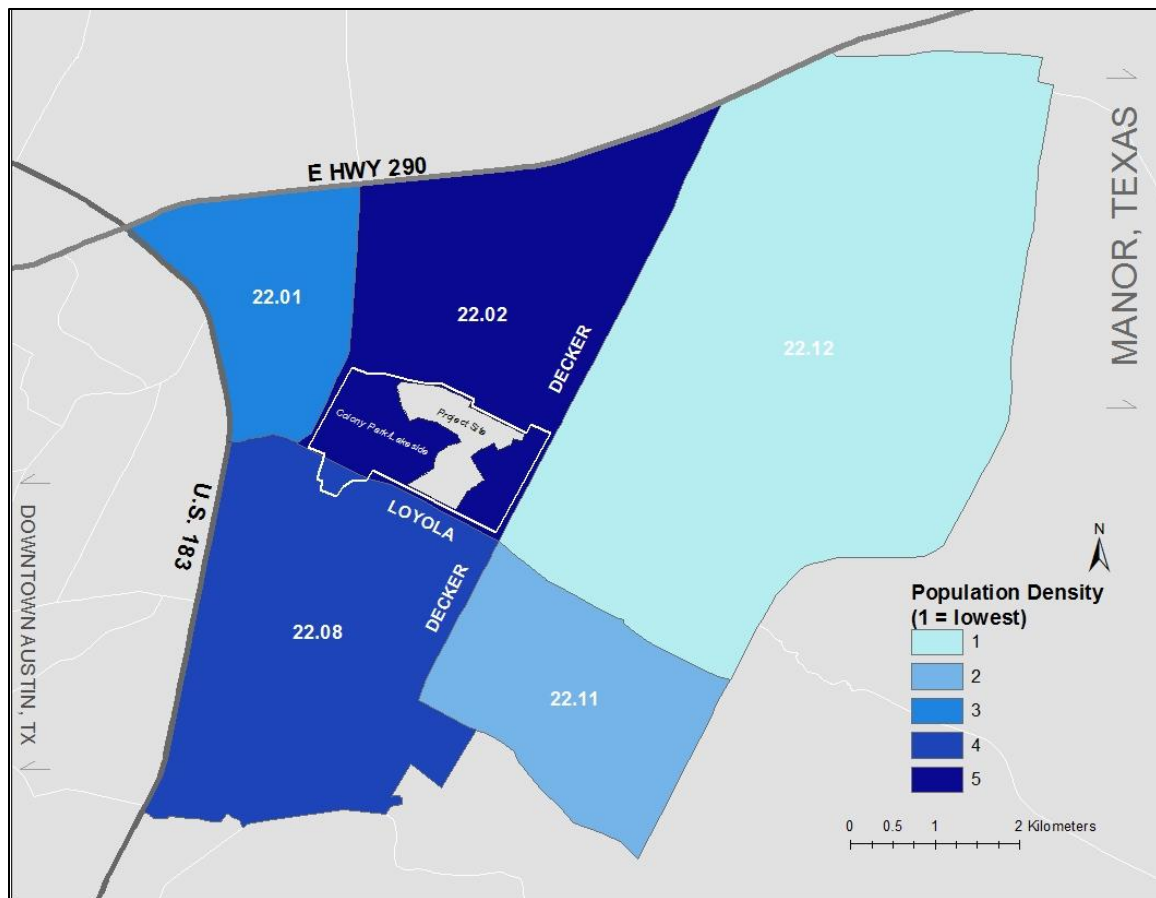 E HWY 290
MANOR, TEXAS
22.01
22.02
DECKER
22.12
Project Site
Colony Park/Lakeside
LOYOLA
U.S. 183
DOWNTOWN AUSTIN, TX
DECKER
22.08
22.11
N
Population Density
(1 = lowest)
1
2
3
4
5
0 0.5 1 2 Kilometers